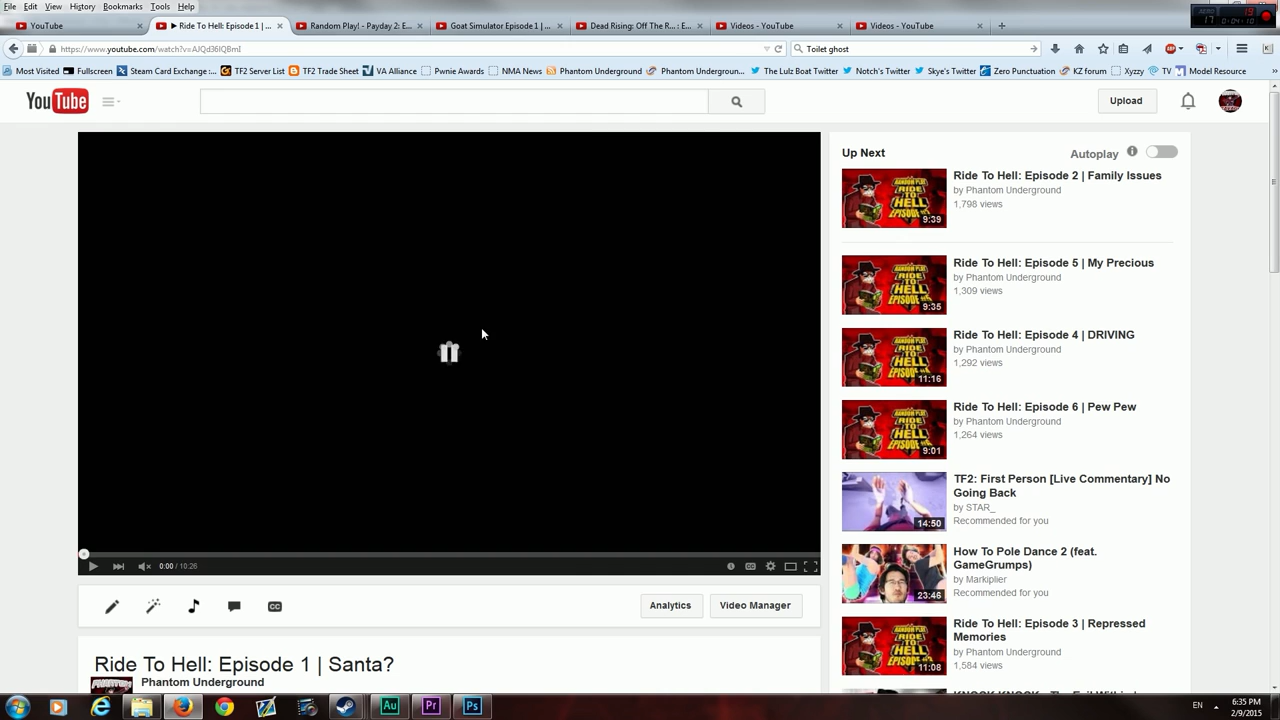 File Edit View History Bookmarks Tools Help
YouTube
▶ Ride To Hell: Episode 1 | ...
Random Play! - Payday 2: E...
Goat Simula
Dead Rising: Off The R...
Videos
Videos - YouTube
https://www.youtube.com/watch?v=AJQd36IQBmI
Toilet ghost
Most Visited Fullscreen Steam Card Exchange :... TF2 Server List TF2 Trade Sheet VA Alliance Pwnie Awards NMA News Phantom Underground Phantom Undergroun... The Lulz Boat Twitter Notch's Twitter Skye's Twitter Zero Punctuation KZ forum Xyzzy TV Model Resource
YouTube
Upload
Up Next
Autoplay
Ride To Hell: Episode 2 | Family Issues
by Phantom Underground
1,798 views
9:39
Ride To Hell: Episode 5 | My Precious
by Phantom Underground
1,309 views
9:35
Ride To Hell: Episode 4 | DRIVING
by Phantom Underground
1,292 views
11:16
Ride To Hell: Episode 6 | Pew Pew
by Phantom Underground
1,264 views
9:01
TF2: First Person [Live Commentary] No
Going Back
by STAR_
Recommended for you
14:50
How To Pole Dance 2 (feat.
GameGrumps)
by Markiplier
Recommended for you
23:46
Ride To Hell: Episode 3 | Repressed
Memories
by Phantom Underground
1,584 views
11:08
0:00 / 10:26
CC
Analytics
Video Manager
Ride To Hell: Episode 1 | Santa?
Phantom Underground
Au Pr Ps
EN
6:35 PM
2/9/2015